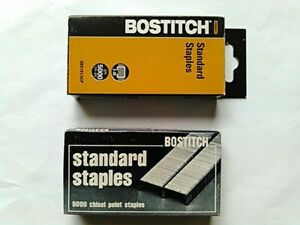 BOSTITCH
Standard
Staples
5000
BOSTITCH
standard
staples
5000 chisel point staples